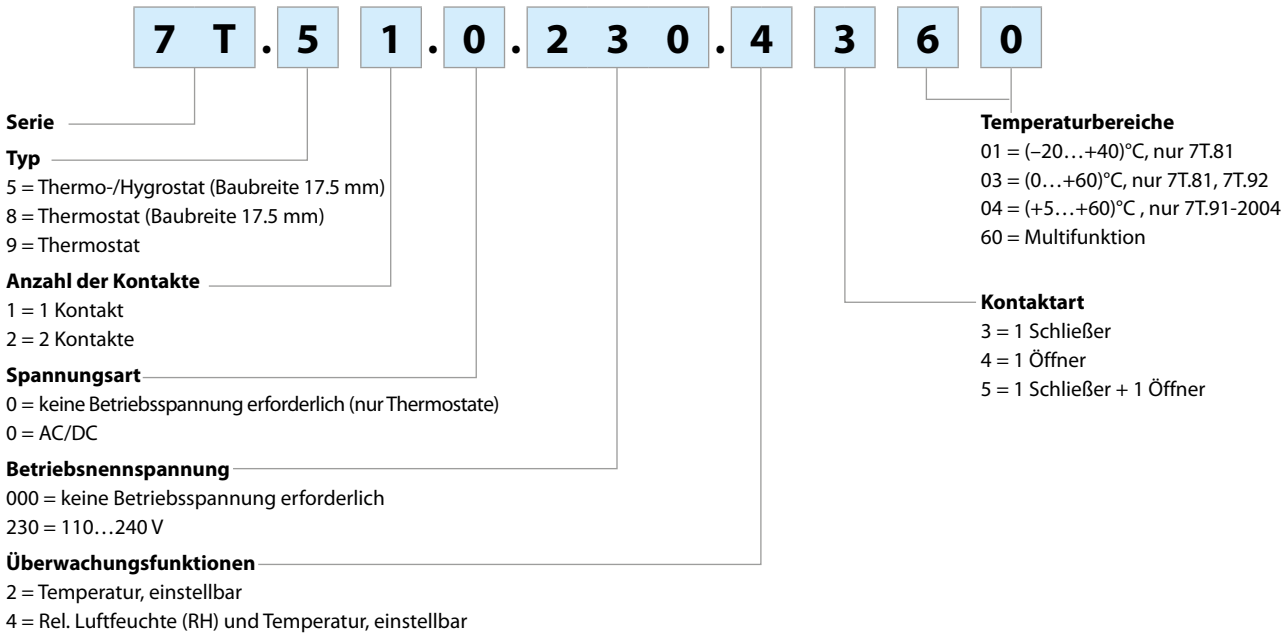 7 T . 5 1 . 0 . 2 3 0 . 4 3 6 0
Serie
Typ
5 = Thermo-/Hygrostat (Baubreite 17.5 mm)
8 = Thermostat (Baubreite 17.5 mm)
9 = Thermostat
Anzahl der Kontakte
1 = 1 Kontakt
2 = 2 Kontakte
Spannungsart
0 = keine Betriebsspannung erforderlich (nur Thermostate)
0 = AC/DC
Betriebsnennspannung
000 = keine Betriebsspannung erforderlich
230 = 110…240 V
Überwachungsfunktionen
2 = Temperatur, einstellbar
4 = Rel. Luftfeuchte (RH) und Temperatur, einstellbar
Temperaturbereiche
01 = (–20…+40)°C, nur 7T.81
03 = (0…+60)°C, nur 7T.81, 7T.92
04 = (+5…+60)°C , nur 7T.91-2004
60 = Multifunktion
Kontaktart
3 = 1 Schließer
4 = 1 Öffner
5 = 1 Schließer + 1 Öffner